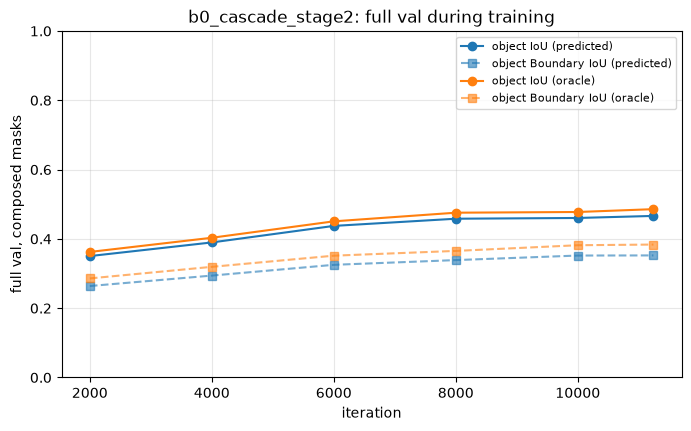 b0_cascade_stage2: full val during training
object IoU (predicted)
object Boundary IoU (predicted)
object IoU (oracle)
object Boundary IoU (oracle)
full val, composed masks
1.0
0.8
0.6
0.4
0.2
0.0
2000 4000 6000 8000 10000
iteration